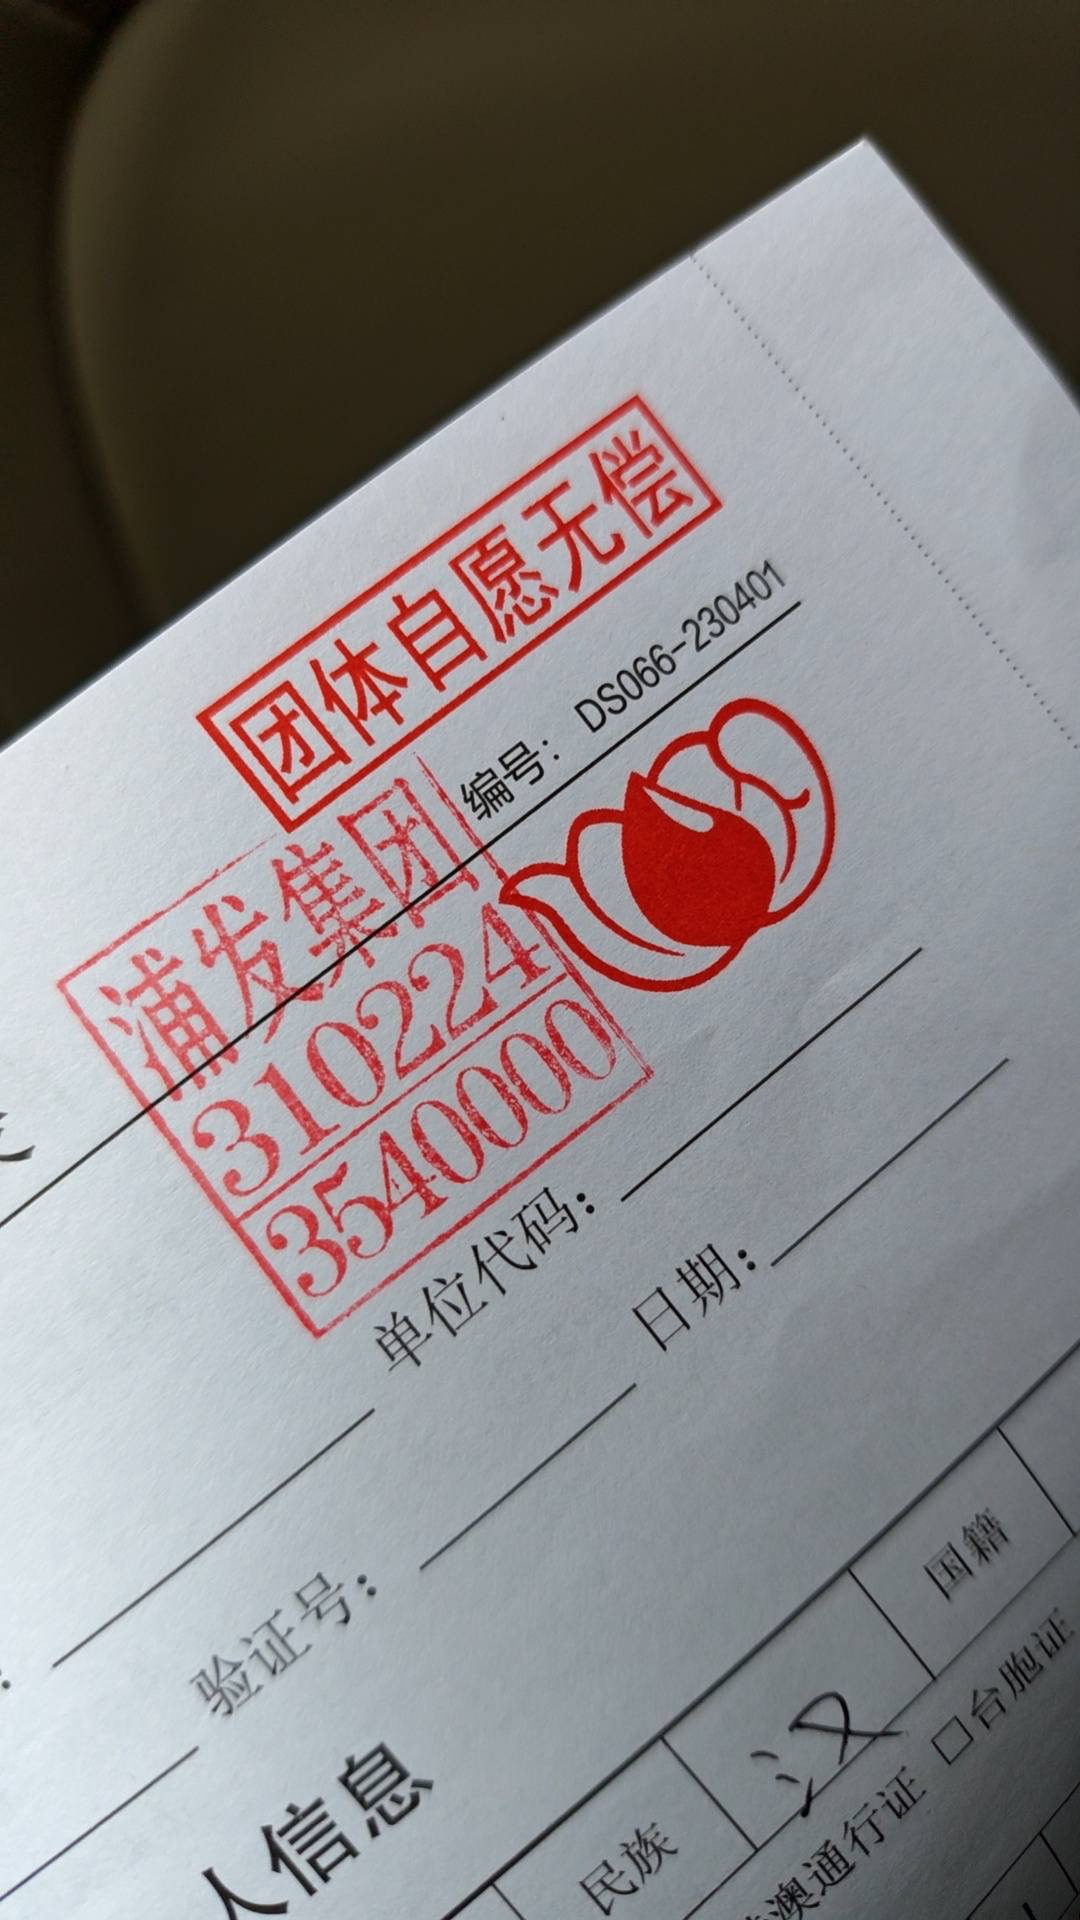 团体自愿无偿
编号：DS066-230401
浦发集团
310224
354000
单位代码：
日期：
验证号：
人信息
民族
汉
国籍
澳通行证 □台胞证